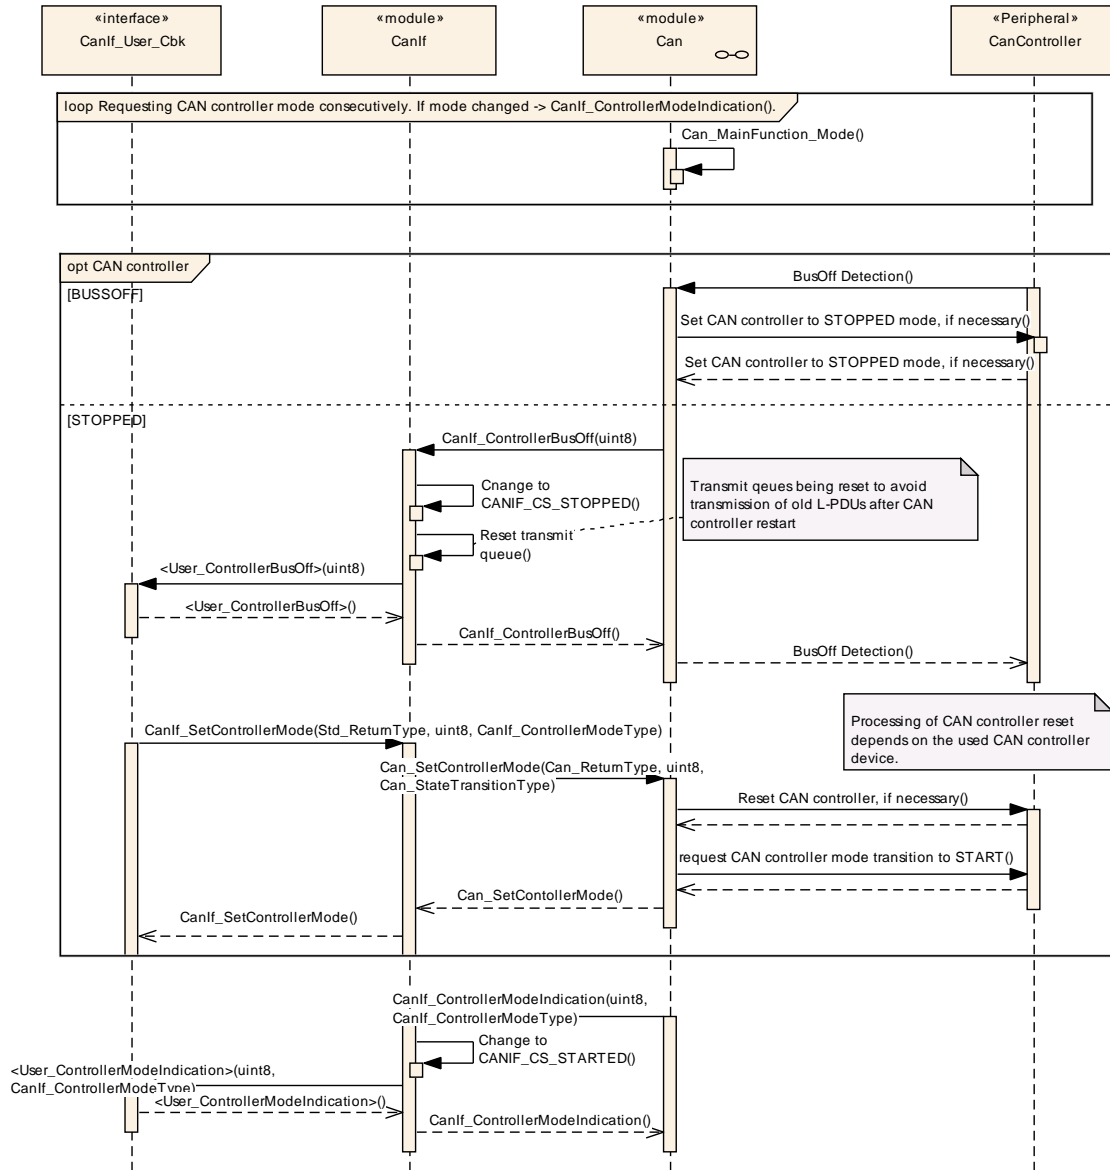 «interface»
CanIf_User_Cbk
«module»
CanIf
«module»
Can
«Peripheral»
CanController
loop Requesting CAN controller mode consecutively. If mode changed -> CanIf_ControllerModeIndication().
Can_MainFunction_Mode()
opt CAN controller
[BUSSOFF]
BusOff Detection()
Set CAN controller to STOPPED mode, if necessary()
Set CAN controller to STOPPED mode, if necessary()
[STOPPED]
CanIf_ControllerBusOff(uint8)
Cnange to
CANIF_CS_STOPPED()
Transmit qeues being reset to avoid
transmission of old L-PDUs after CAN
controller restart
Reset transmit
queue()
<User_ControllerBusOff>(uint8)
<User_ControllerBusOff>()
CanIf_ControllerBusOff()
BusOff Detection()
Processing of CAN controller reset
depends on the used CAN controller
device.
CanIf_SetControllerMode(Std_ReturnType, uint8, CanIf_ControllerModeType)
Can_SetControllerMode(Can_ReturnType, uint8,
Can_StateTransitionType)
Reset CAN controller, if necessary()
request CAN controller mode transition to START()
Can_SetContollerMode()
CanIf_SetControllerMode()
CanIf_ControllerModeIndication(uint8,
CanIf_ControllerModeType)
Change to
CANIF_CS_STARTED()
<User_ControllerModeIndication>(uint8,
CanIf_ControllerModeType)
<User_ControllerModeIndication>()
CanIf_ControllerModeIndication()